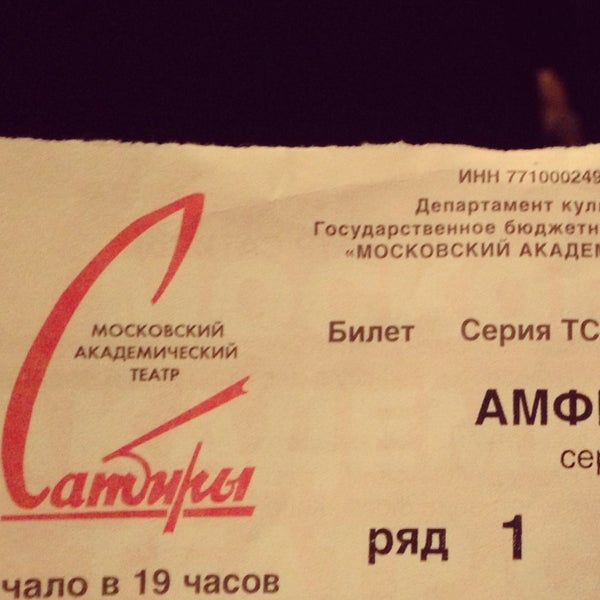 ИНН 771000249
Департамент кул
Государственное бюджетн
«МОСКОВСКИЙ АКАДЕМ
МОСКОВСКИЙ
АКАДЕМИЧЕСКИЙ
ТЕАТР
Сатиры
Билет Серия ТС
АМФ
сер
ряд 1
чало в 19 часов